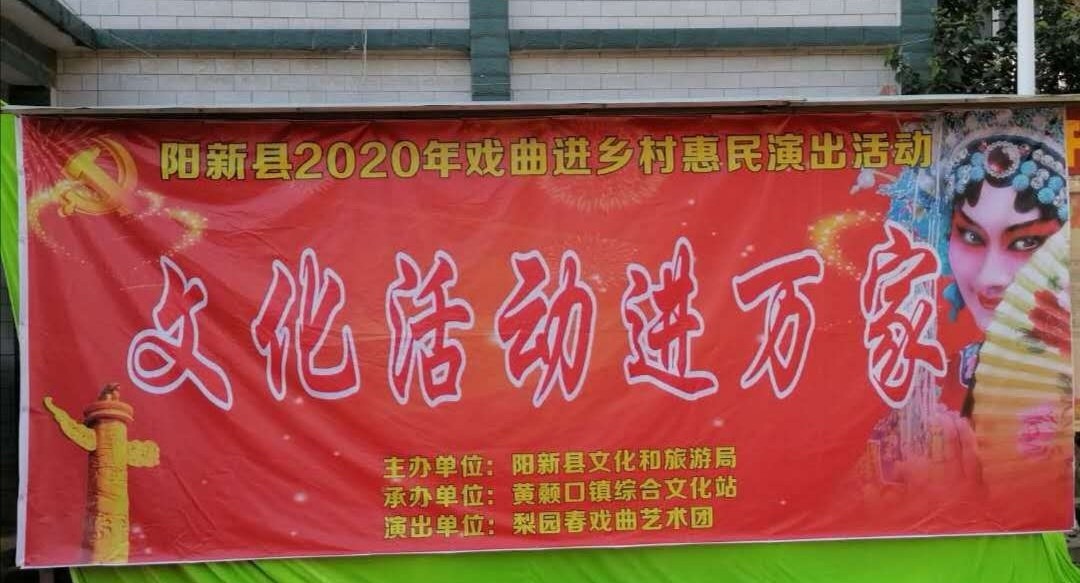 阳新县2020年戏曲进乡村惠民演出活动
文化活动进万家
主办单位：阳新县文化和旅游局
承办单位：黄颡口镇综合文化站
演出单位：梨园春戏曲艺术团